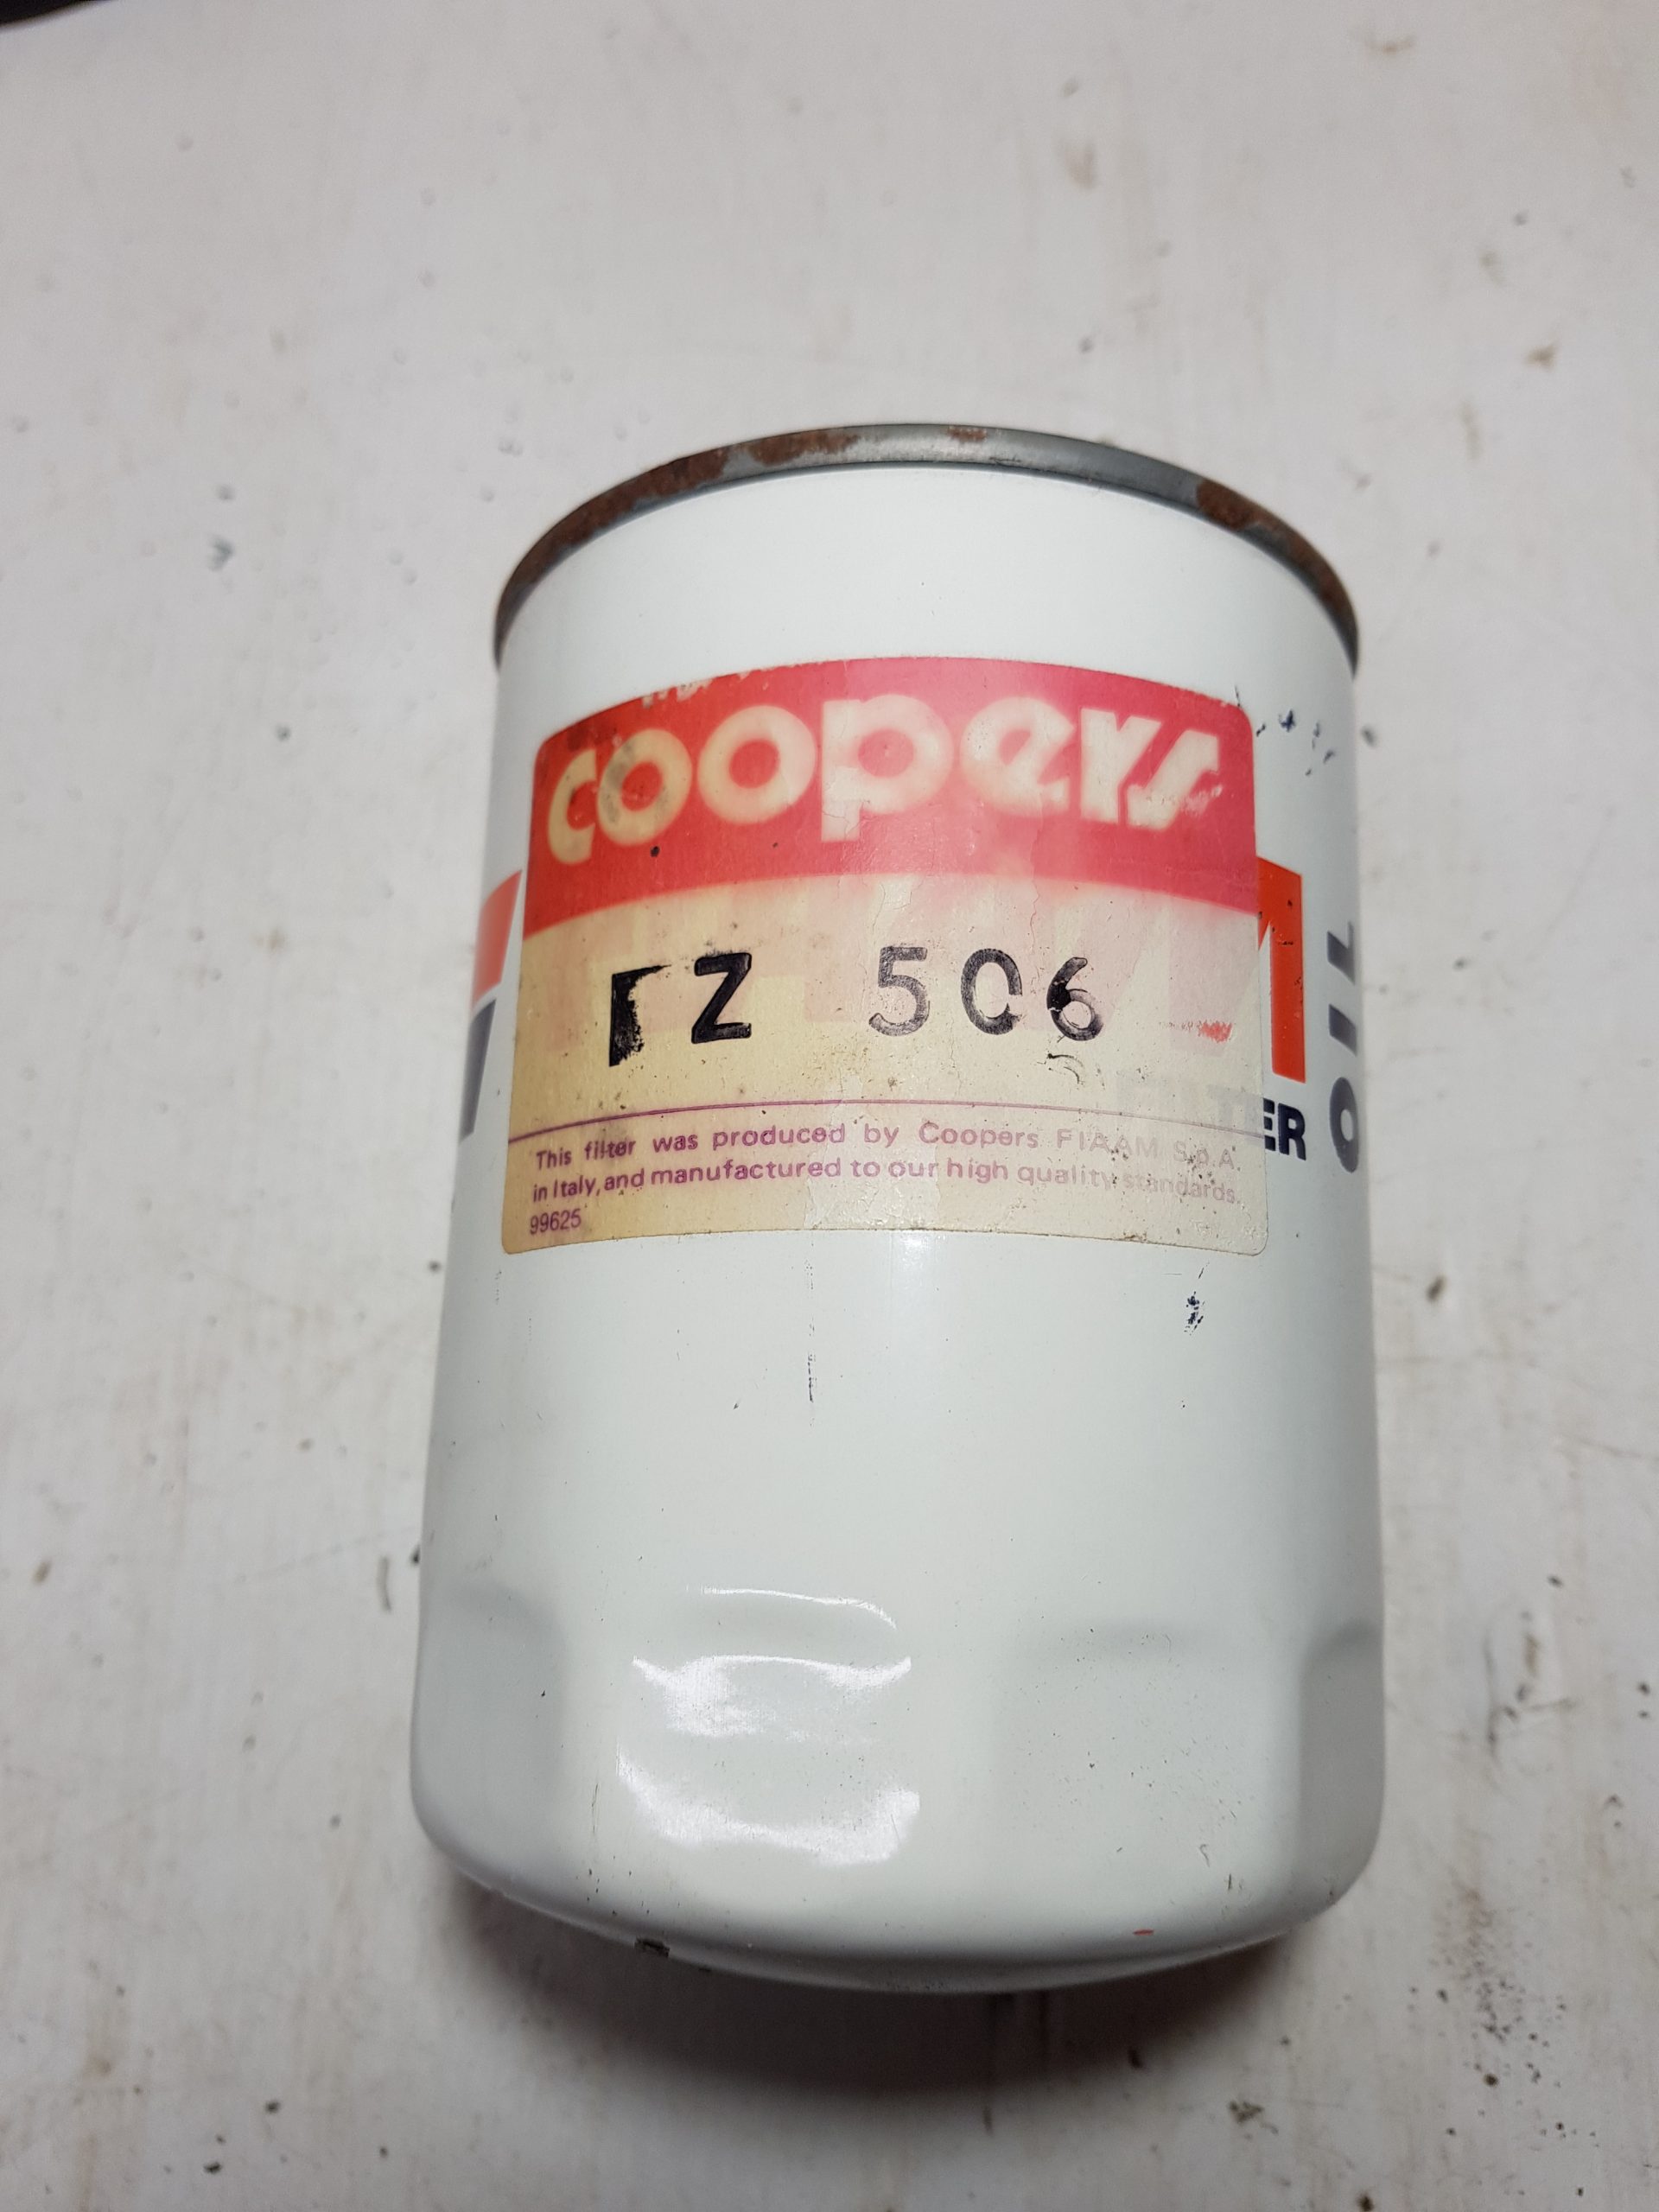 coopers
Z 506
This filter was produced by Coopers FIAAM S.p.A.
in Italy, and manufactured to our high quality standards.
99625
FILTER
OIL